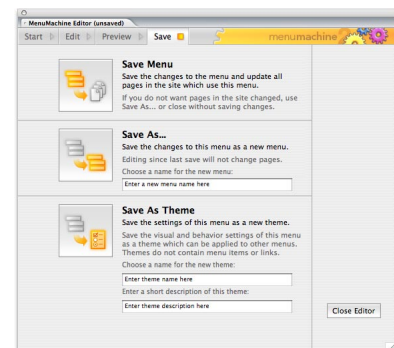 MenuMachine Editor (unsaved)
Start Edit Preview Save menumachine
Save Menu
Save the changes to the menu and update all
pages in the site which use this menu.
If you do not want pages in the site changed, use
Save As... or close without saving changes.
Save As...
Save the changes to this menu as a new menu.
Editing since last save will not change pages.
Choose a name for the new menu:
Enter a new menu name here
Save As Theme
Save the settings of this menu as a new theme.
Save the visual and behavior settings of this menu
as a theme which can be applied to other menus.
Themes do not contain menu items or links.
Choose a name for the new theme:
Enter theme name here
Enter a short description of this theme:
Enter theme description here
Close Editor